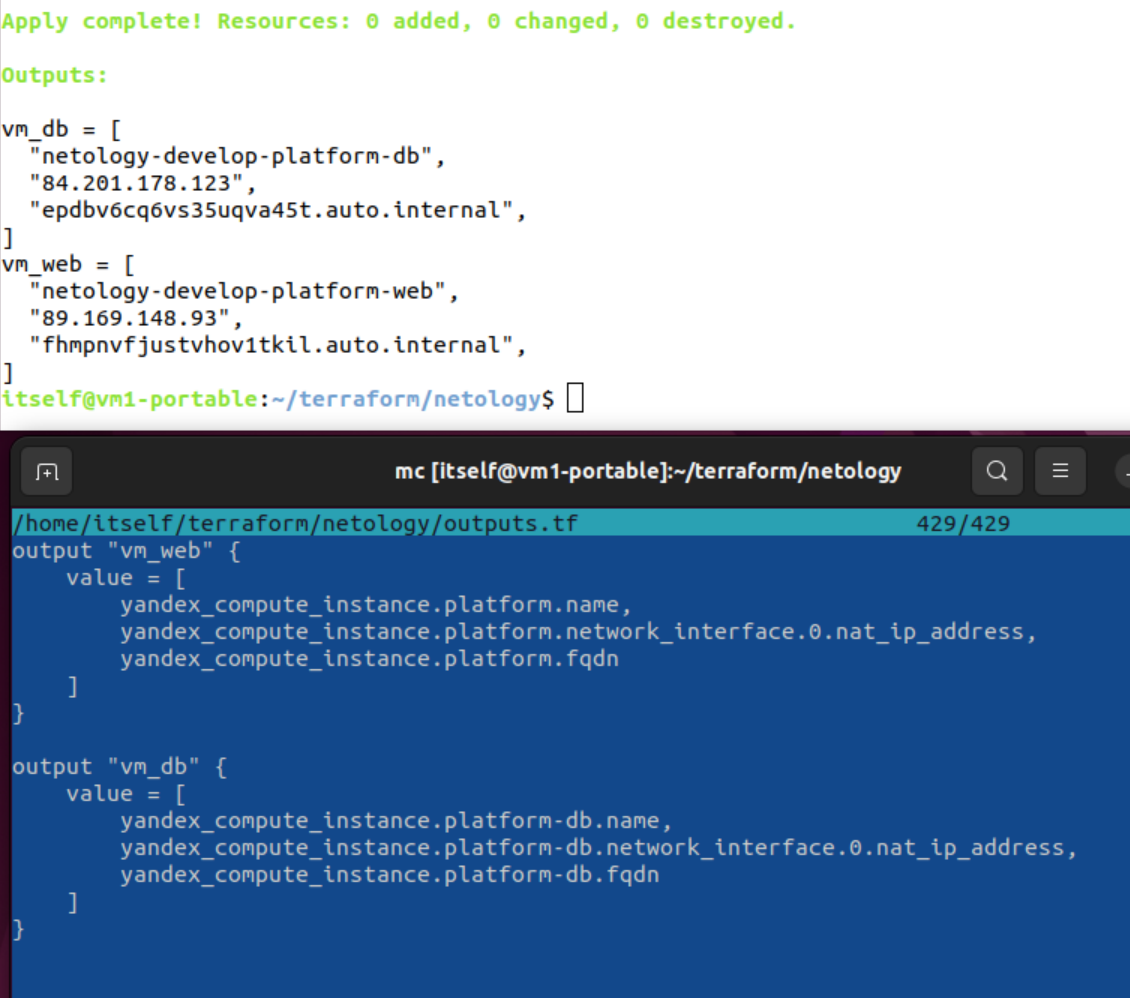 Apply complete! Resources: 0 added, 0 changed, 0 destroyed.
Outputs:
vm_db = [
  "netology-develop-platform-db",
  "84.201.178.123",
  "epdbv6cq6vs35uqva45t.auto.internal",
]
vm_web = [
  "netology-develop-platform-web",
  "89.169.148.93",
  "fhmpnvfjustvhov1tkil.auto.internal",
]
itself@vm1-portable:~/terraform/netology$
mc [itself@vm1-portable]:~/terraform/netology
/home/itself/terraform/netology/outputs.tf 429/429
output "vm_web" {
    value = [
        yandex_compute_instance.platform.name,
        yandex_compute_instance.platform.network_interface.0.nat_ip_address,
        yandex_compute_instance.platform.fqdn
    ]
}
output "vm_db" {
    value = [
        yandex_compute_instance.platform-db.name,
        yandex_compute_instance.platform-db.network_interface.0.nat_ip_address,
        yandex_compute_instance.platform-db.fqdn
    ]
}